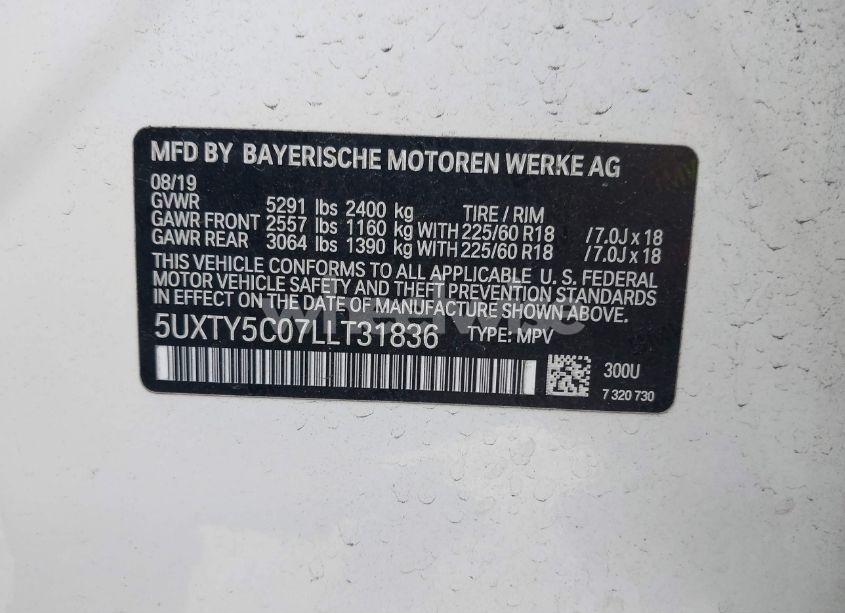 MFD BY BAYERISCHE MOTOREN WERKE AG
08/19
GVWR 5291 lbs 2400 kg TIRE / RIM
GAWR FRONT 2557 lbs 1160 kg WITH 225/60 R18 /7.0J x 18
GAWR REAR 3064 lbs 1390 kg WITH 225/60 R18 /7.0J x 18
THIS VEHICLE CONFORMS TO ALL APPLICABLE U. S. FEDERAL
MOTOR VEHICLE SAFETY AND THEFT PREVENTION STANDARDS
IN EFFECT ON THE DATE OF MANUFACTURE SHOWN ABOVE.
5UXTY5C07LLT31836 TYPE: MPV
300U
7 320 730